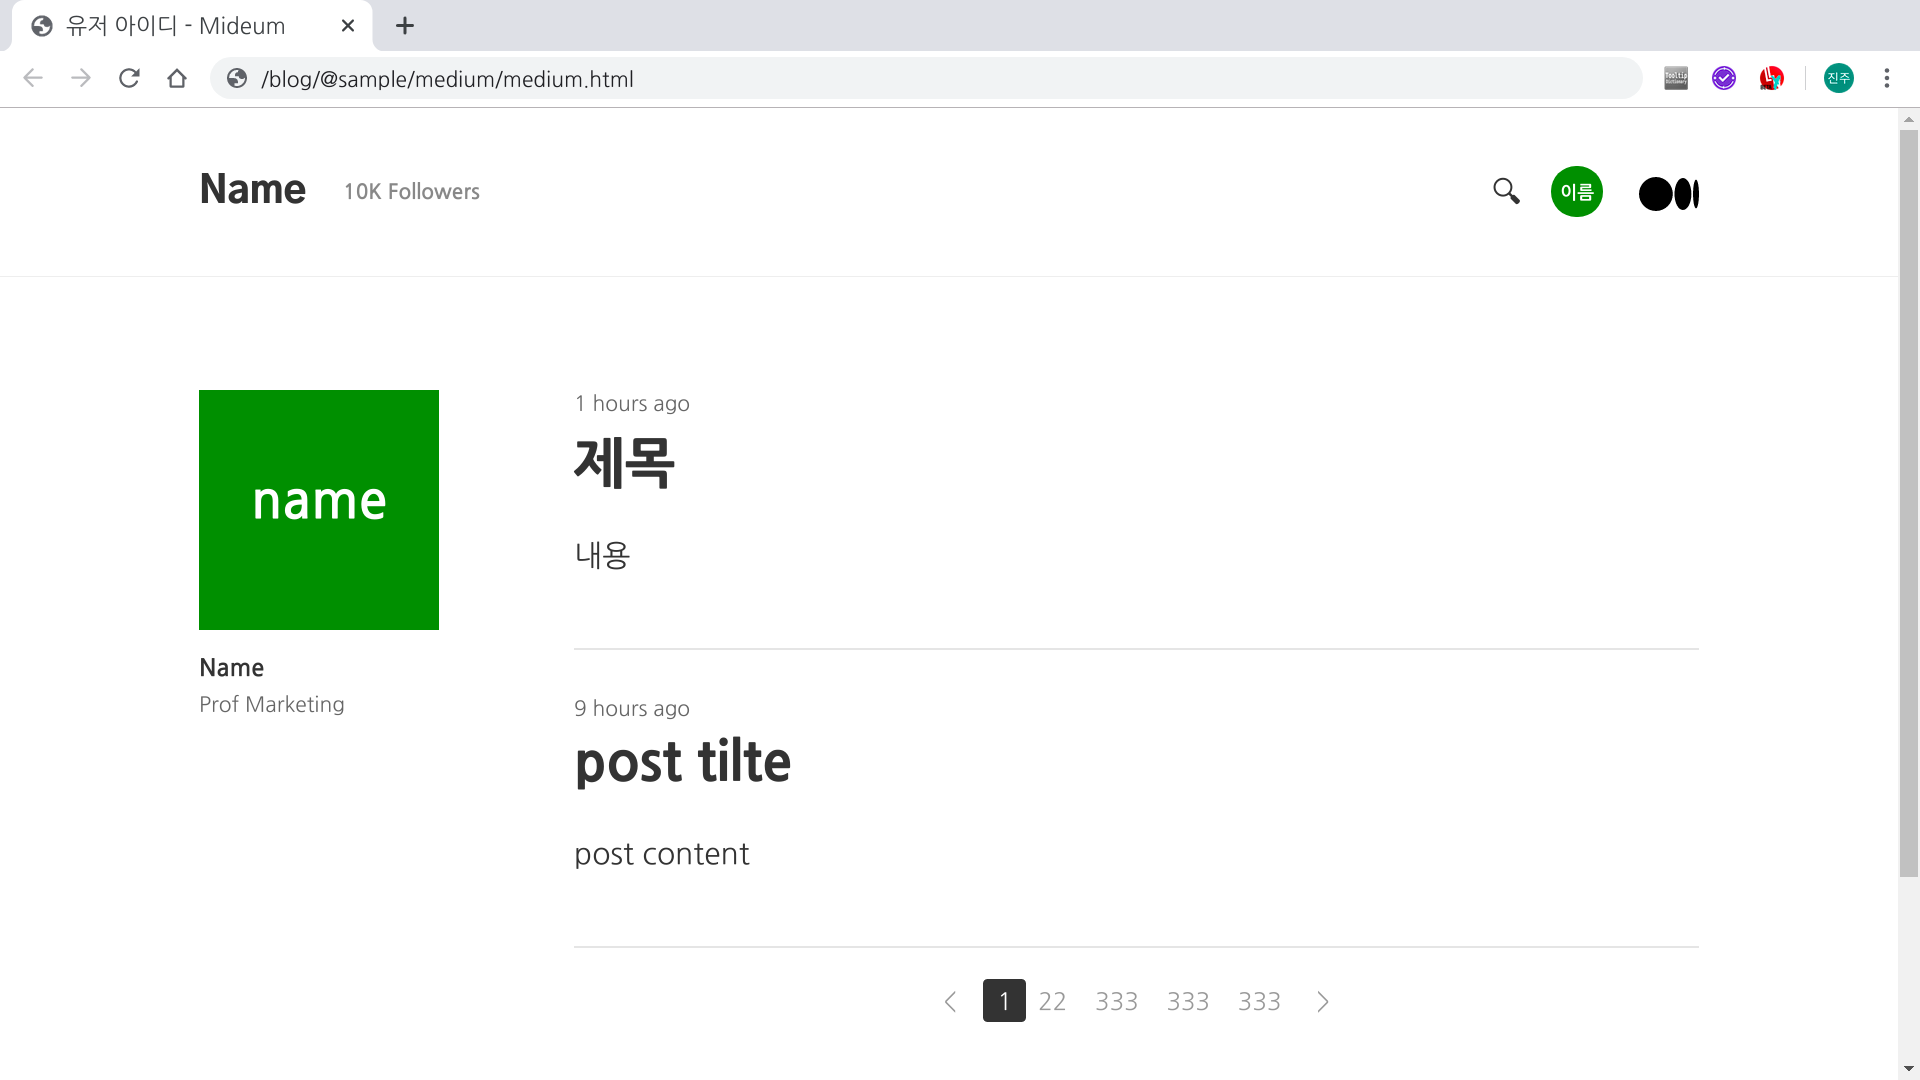 유저 아이디 - Mideum
/blog/@sample/medium/medium.html
Tooltip
Dictionary
진주
Name
10K Followers
이름
name
Name
Prof Marketing
1 hours ago
제목
내용
9 hours ago
post tilte
post content
1 22 333 333 333